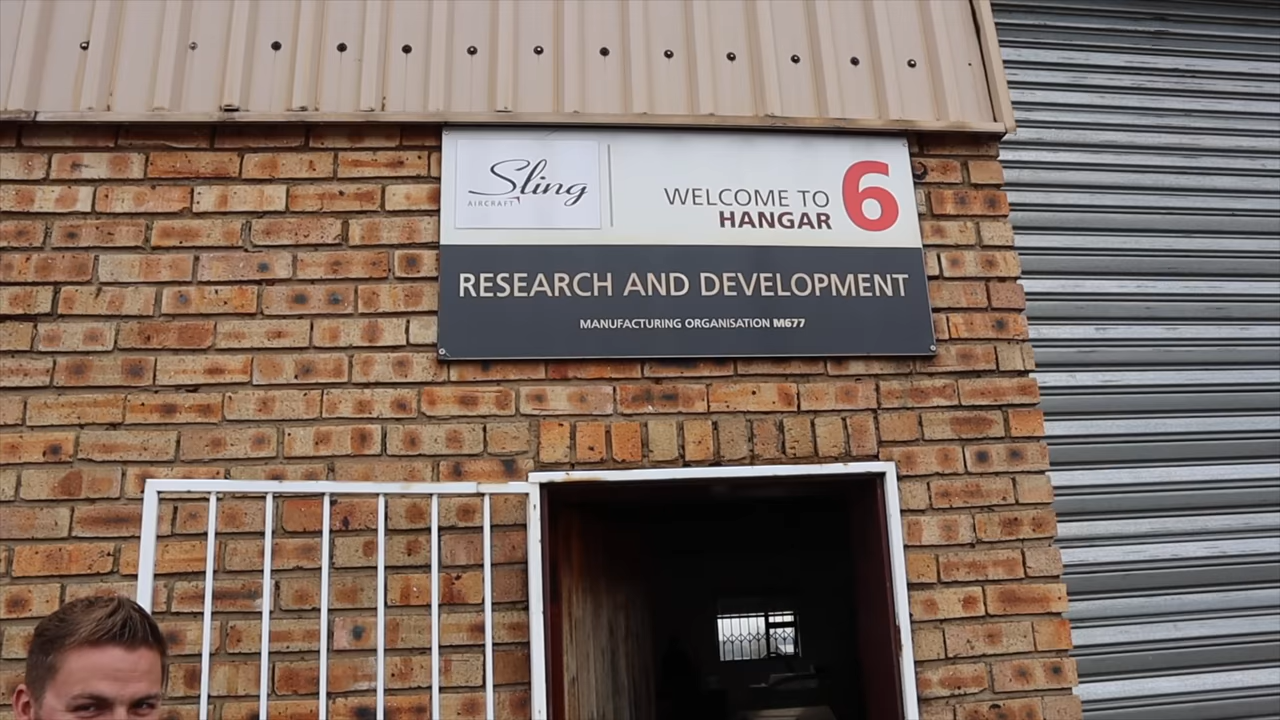 Sling
AIRCRAFT
WELCOME TO
HANGAR
6
RESEARCH AND DEVELOPMENT
MANUFACTURING ORGANISATION M677